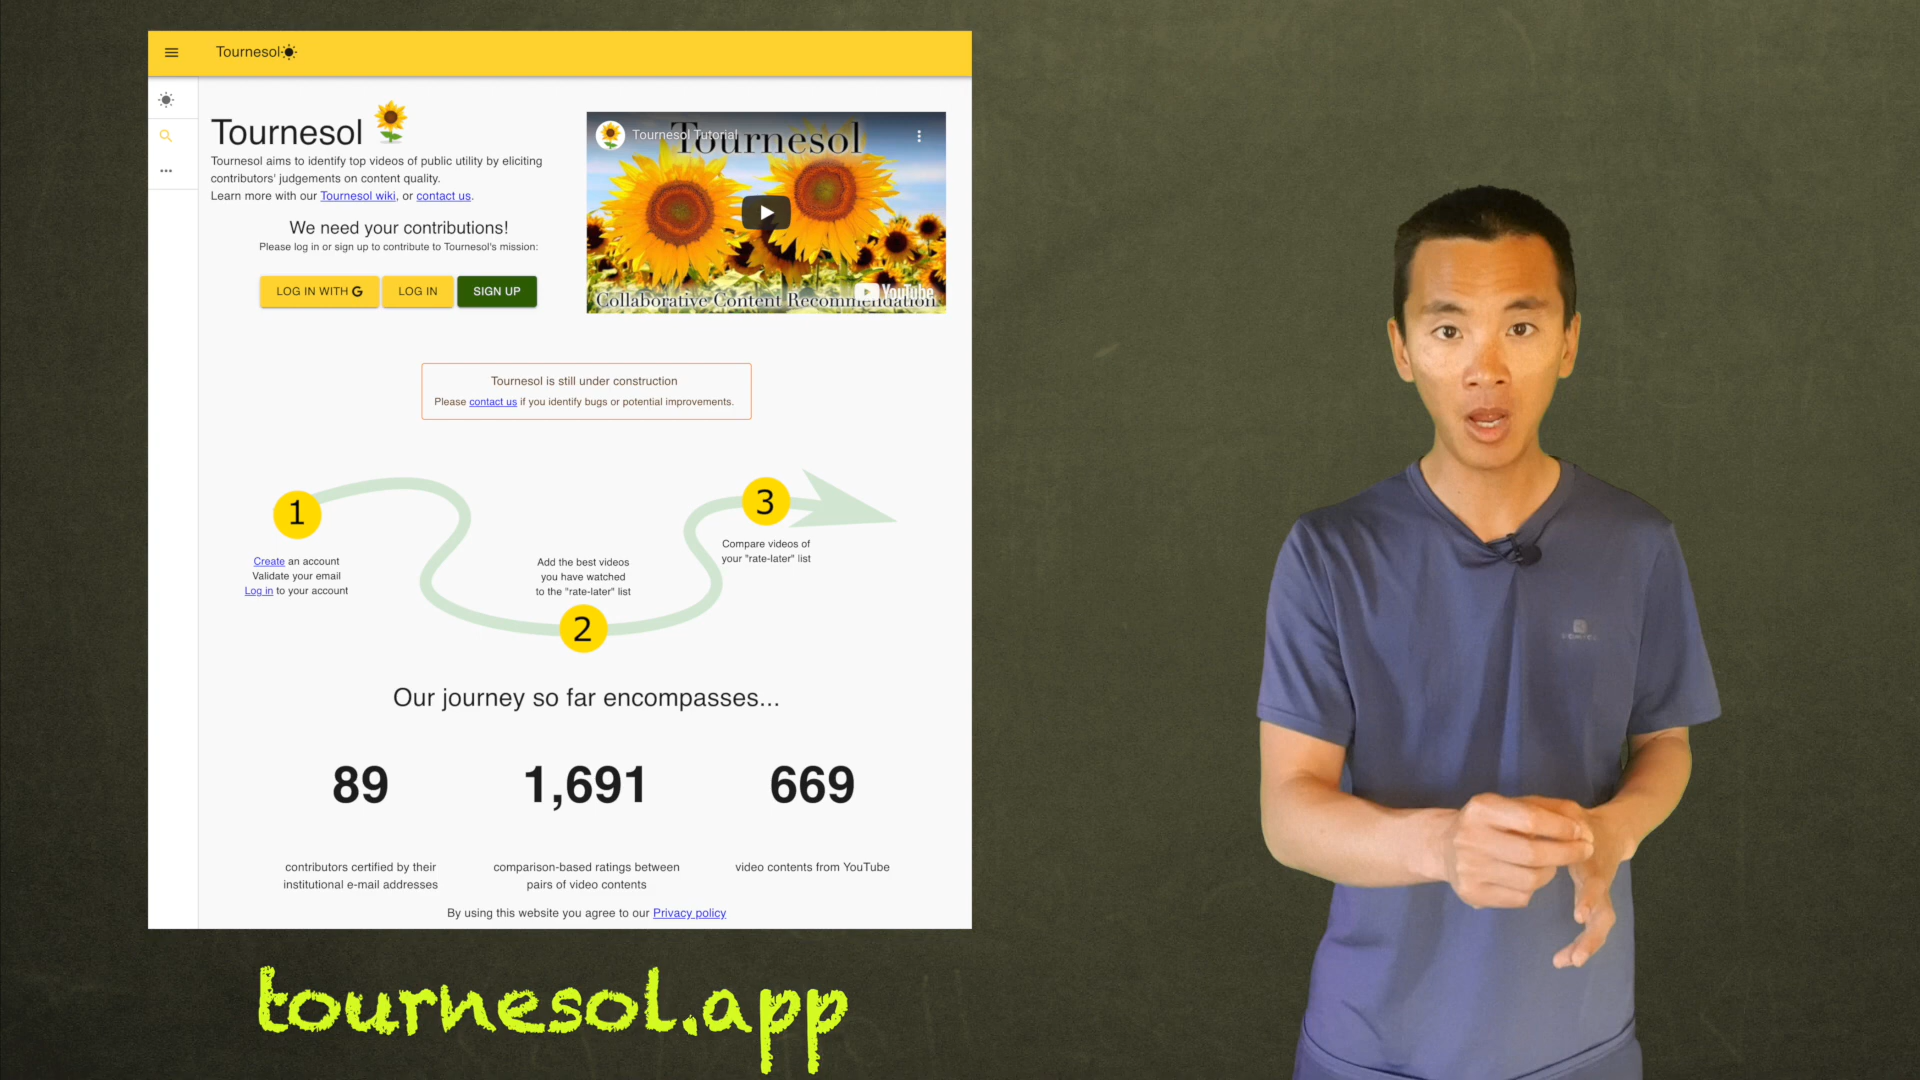 Tournesol
Tournesol
Tournesol aims to identify top videos of public utility by eliciting
contributors' judgements on content quality.
Learn more with our Tournesol wiki, or contact us.
We need your contributions!
Please log in or sign up to contribute to Tournesol's mission:
LOG IN WITH G
LOG IN
SIGN UP
Tournesol Tutorial
Tournesol
YouTube
Collaborative Content Recommendation
Tournesol is still under construction
Please contact us if you identify bugs or potential improvements.
1
Create an account
Validate your email
Log in to your account
Add the best videos
you have watched
to the "rate-later" list
2
3
Compare videos of
your "rate-later" list
Our journey so far encompasses...
89
contributors certified by their
institutional e-mail addresses
1,691
comparison-based ratings between
pairs of video contents
669
video contents from YouTube
By using this website you agree to our Privacy policy
tournesol.app